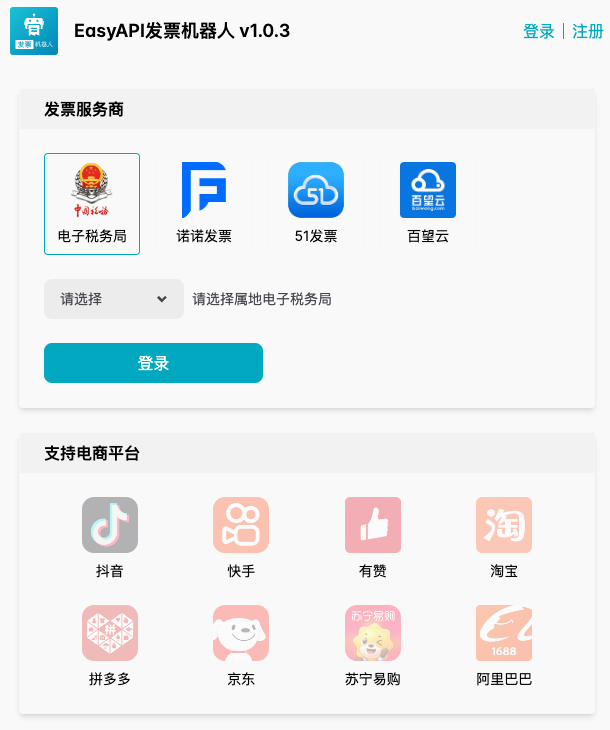 发票 机器人
EasyAPI发票机器人 v1.0.3
登录 | 注册
发票服务商
中国税务
51
百望云
baiwang.com
电子税务局 诺诺发票 51发票 百望云
请选择 请选择属地电子税务局
登录
支持电商平台
淘
抖音 快手 有赞 淘宝
拼
苏宁易购
1688
拼多多 京东 苏宁易购 阿里巴巴